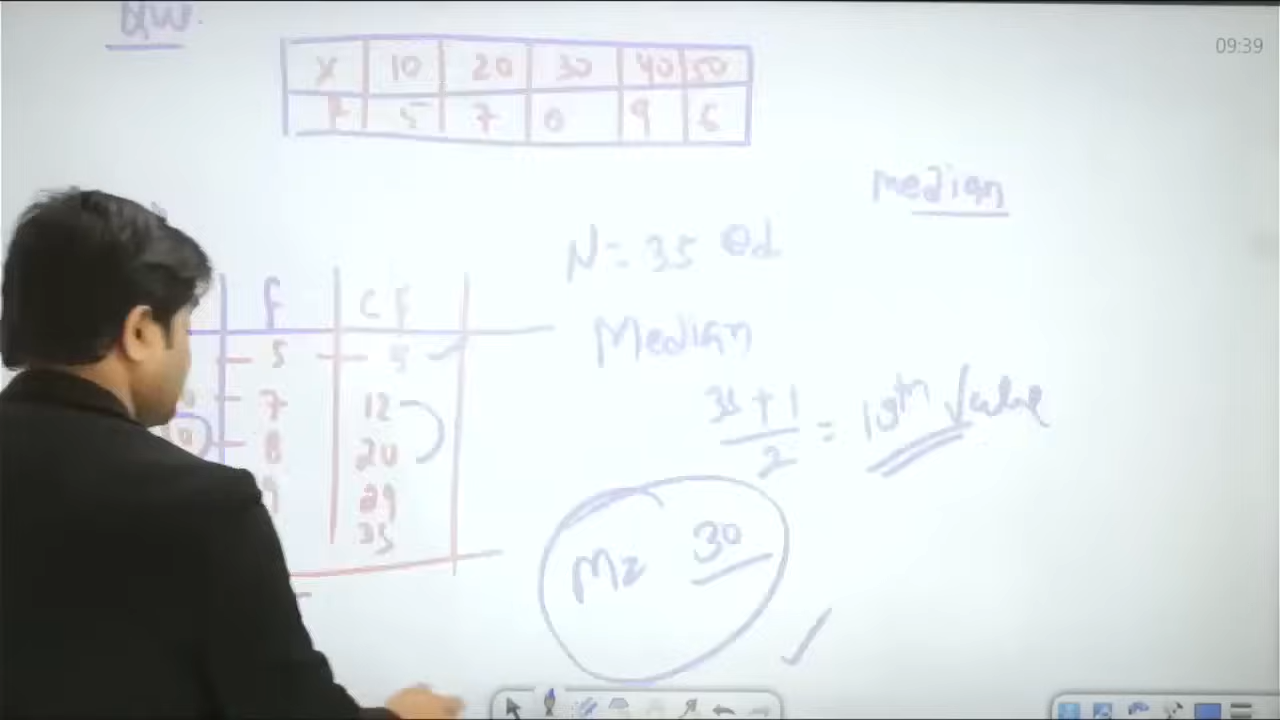 Que.
09:39
X 10 20 30 40 50
F 5 7 8 9 6
Median
N = 35 odd
F CF
Median
5 5
7 12
8 20
9 29
35
35 + 1 / 2 = 18th Value
M = 30